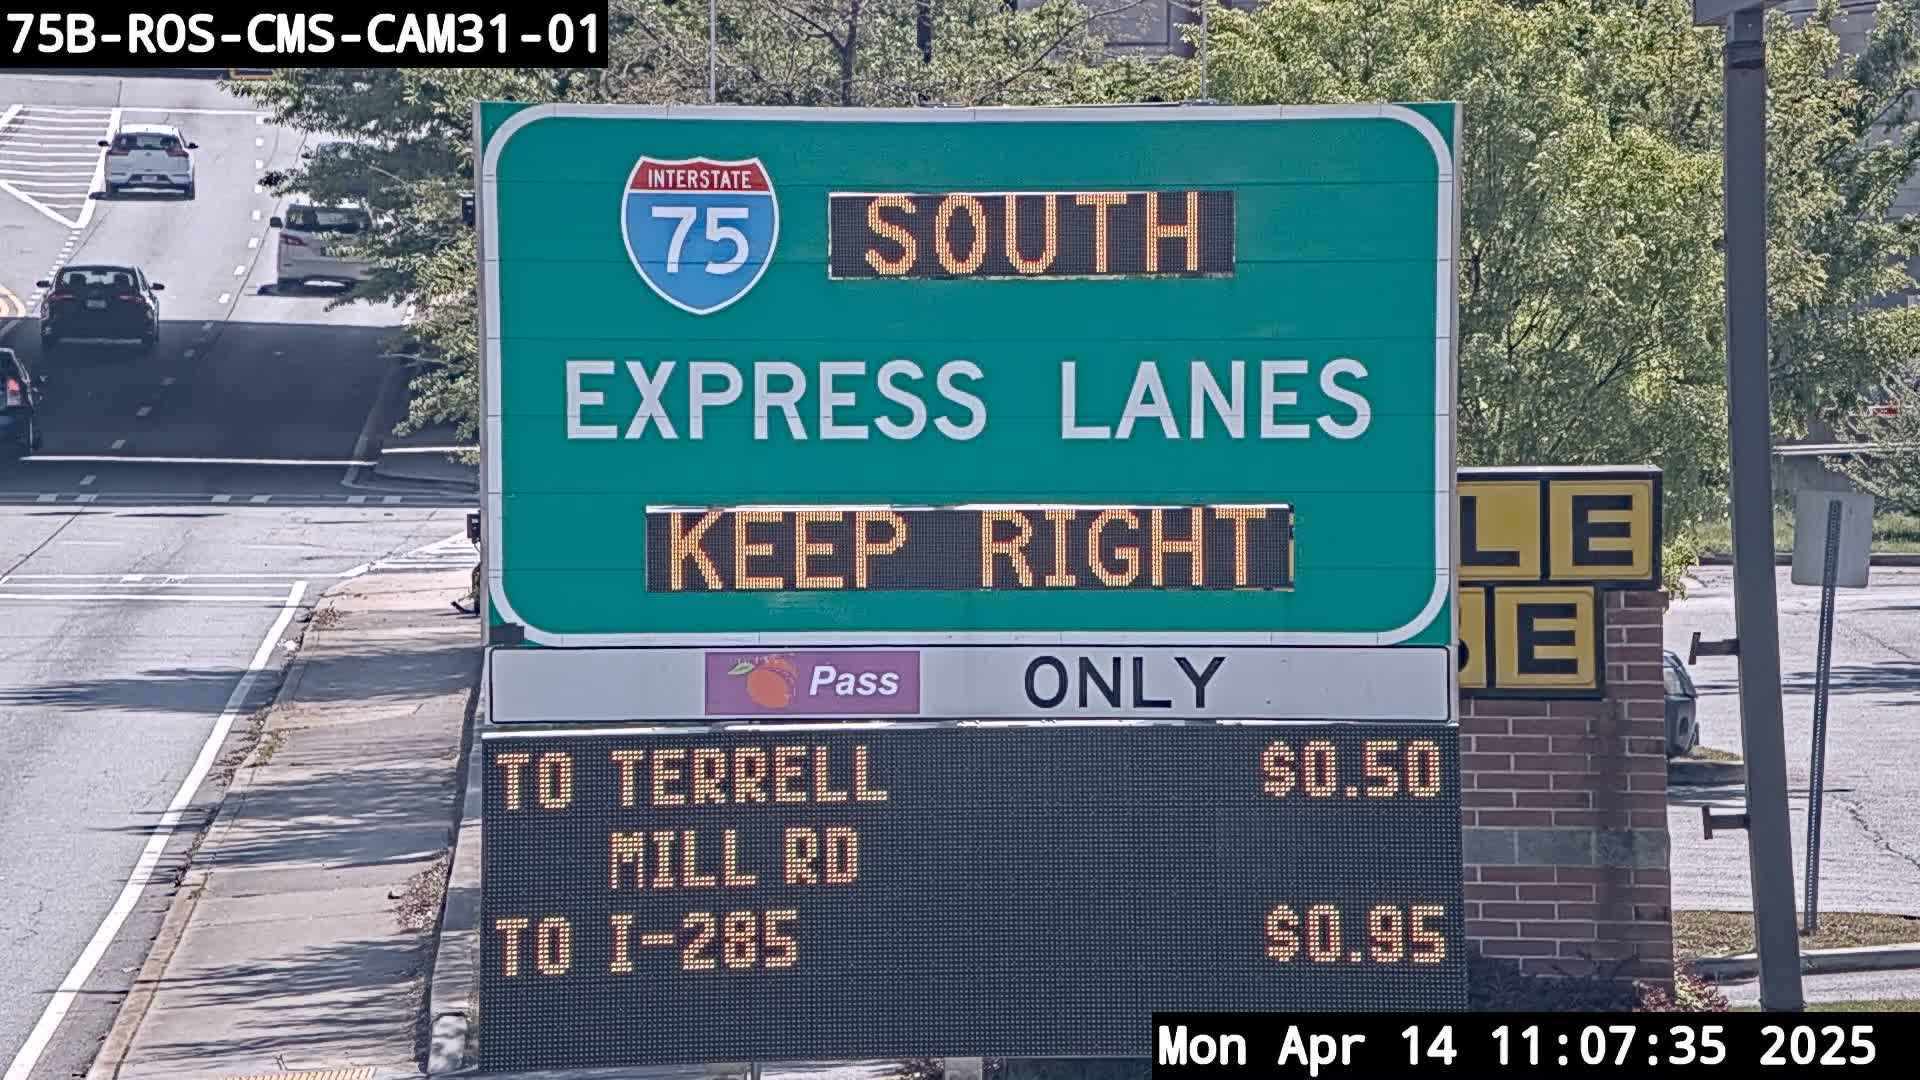 75B-ROS-CMS-CAM31-01
INTERSTATE
75
SOUTH
EXPRESS LANES
KEEP RIGHT
LE
E
Pass ONLY
TO TERRELL $0.50
MILL RD
TO I-285 $0.95
Mon Apr 14 11:07:35 2025